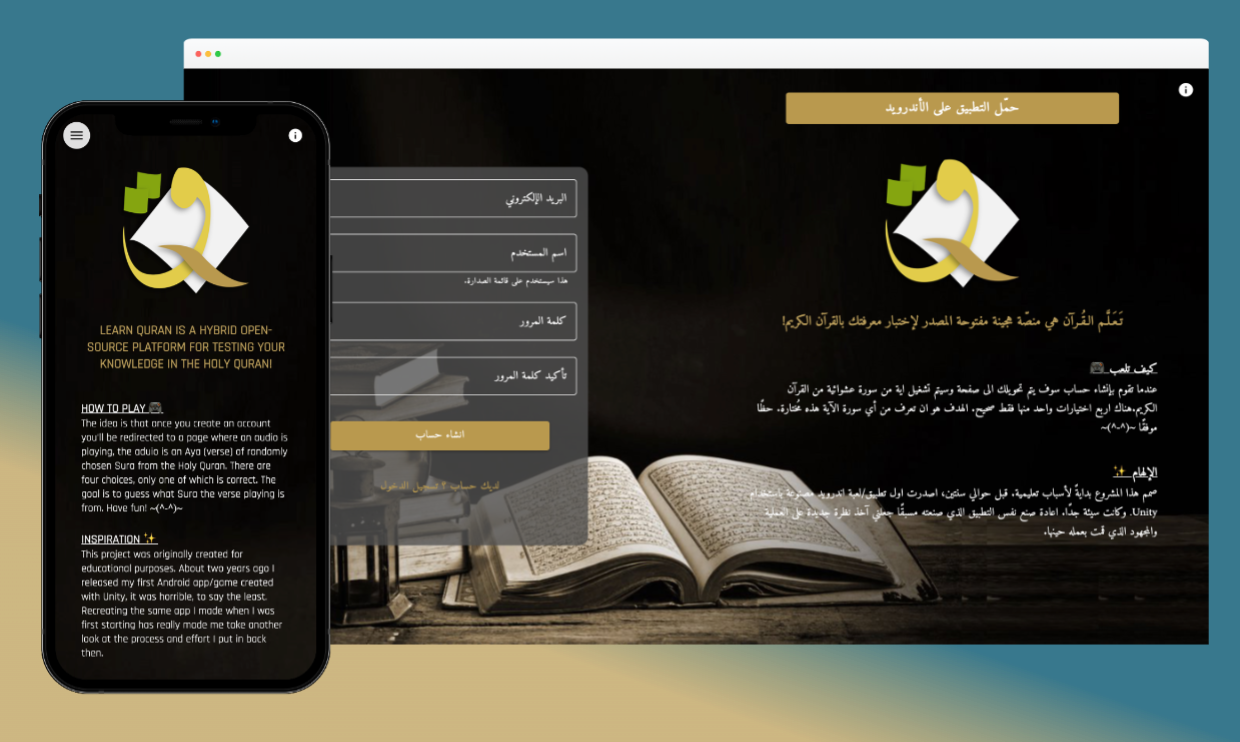 LEARN QURAN IS A HYBRID OPEN-
SOURCE PLATFORM FOR TESTING YOUR
KNOWLEDGE IN THE HOLY QURAN!
HOW TO PLAY
The idea is that once you create an account
you'll be redirected to a page where an audio is
playing, the aduio is an Aya (verse) of randomly
chosen Sura from the Holy Quran. There are
four choices, only one of which is correct. The
goal is to guess what Sura the verse playing is
from. Have fun! ~(^-^)~
INSPIRATION ✨
This project was originally created for
educational purposes. About two years ago I
released my first Android app/game created
with Unity, it was horrible, to say the least.
Recreating the same app I made when I was
first starting has really made me take another
look at the process and effort I put in back
then.
حمّل التطبيق على الأندرويد
تَعَلَّم القُرآن هي منصّة هجينة مفتوحة المصدر لإختبار معرفتك بالقرآن الكريم!
كيف تلعب
عندما تقوم بإنشاء حساب سوف يتم تحويلك الى صفحة وسيتم تشغيل اية من سورة عشوائية من القرآن
الكريم.هناك اربع اختيارات واحد منها فقط صحيح. الهدف هو ان تعرف من أي سورة الآية هذه مُختارة. حظًا
موفقًا ~(^-^)~
الإلهام ✨
صمم هذا المشروع بدايةً لأسباب تعليمية. قبل حوالي سنتين، اصدرت اول تطبيق/لعبة اندرويد مصنوعة باستخدام
Unity. وكانت سيئة جدًا. اعادة صنع نفس التطبيق الذي صنعته مسبقًا جعلني آخذ نظرة جديدة على العملية
والمجهود الذي قمت بعمله حينها.
البريد الإلكتروني
اسم المستخدم
هذا سيستخدم على قائمة الصدارة.
كلمة المرور
تأكيد كلمة المرور
انشاء حساب
لديك حساب ؟ تسجيل الدخول